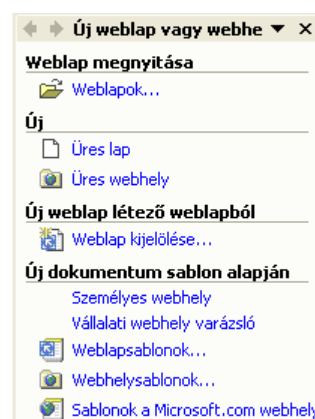 Új weblap vagy webhe
Weblap megnyitása
Weblapok...
Új
Üres lap
Üres webhely
Új weblap létező weblapból
Weblap kijelölése...
Új dokumentum sablon alapján
Személyes webhely
Vállalati webhely varázsló
Weblapsablonok...
Webhelysablonok...
Sablonok a Microsoft.com webhely